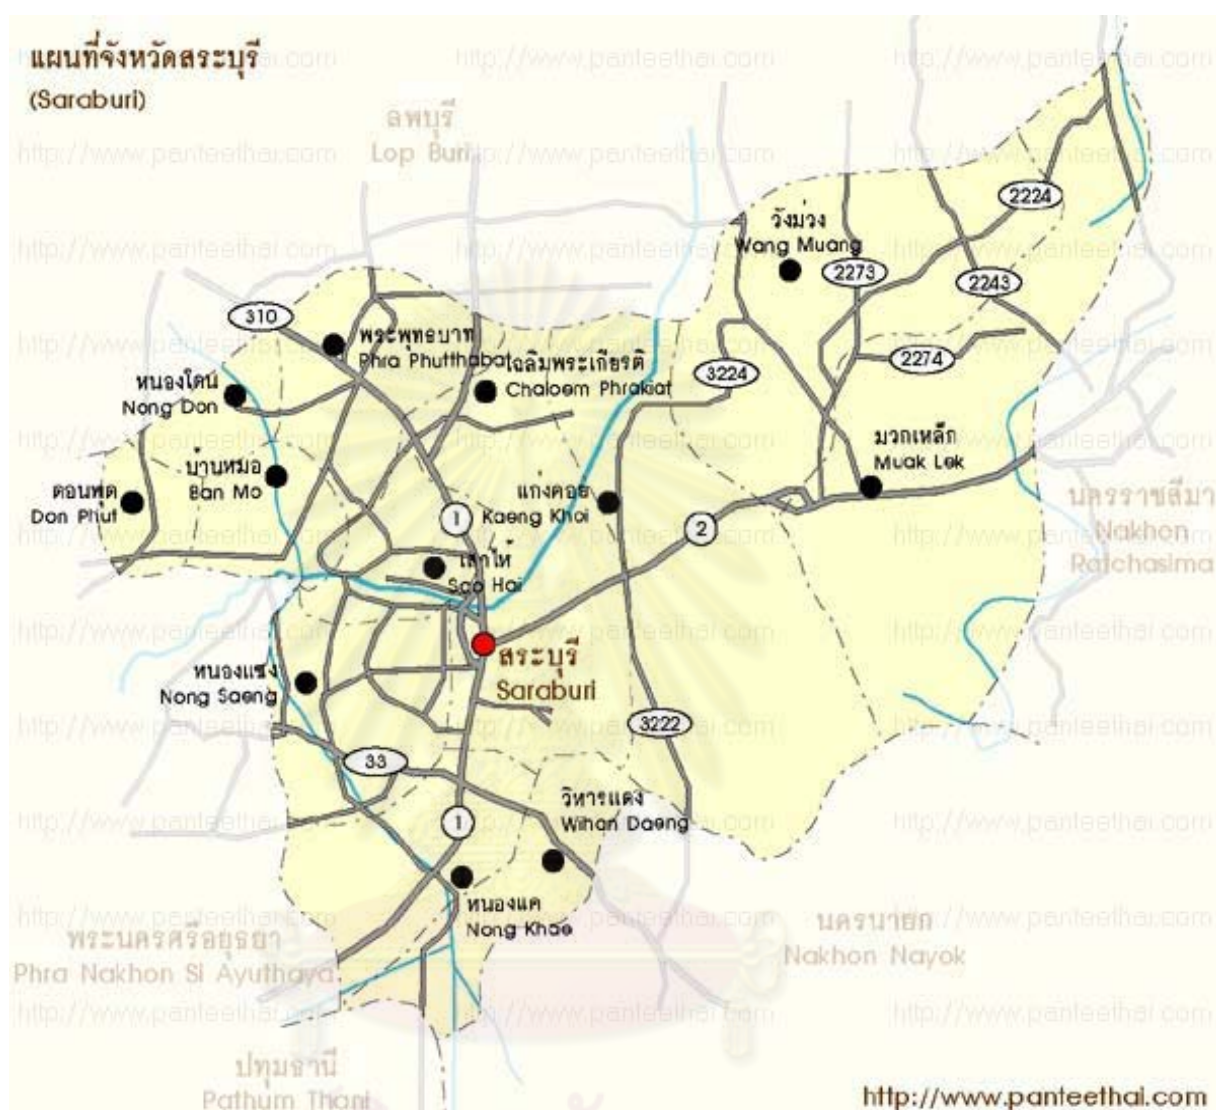 แผนที่จังหวัดสระบุรี
(Saraburi)
ลพบุรี
Lop Buri
2224
วังม่วง
Wang Muang
2273
2243
310
พระพุทธบาท
Phra Phutthabat
เฉลิมพระเกียรติ
Chaloem Phrakiat
2274
3224
หนองโดน
Nong Don
บ้านหมอ
Ban Mo
มวกเหล็ก
Muak Lek
ดอนพุด
Don Phut
แก่งคอย
Kaeng Khoi
1
2
นครราชสีมา
Nakhon
Ratchasima
เสาไห้
Sao Hai
สระบุรี
Saraburi
หนองแซง
Nong Saeng
3222
33
วิหารแดง
Wihan Daeng
1
หนองแค
Nong Khae
พระนครศรีอยุธยา
Phra Nakhon Si Ayuthaya
นครนายก
Nakhon Nayok
ปทุมธานี
Pathum Thani
http://www.panteethai.com